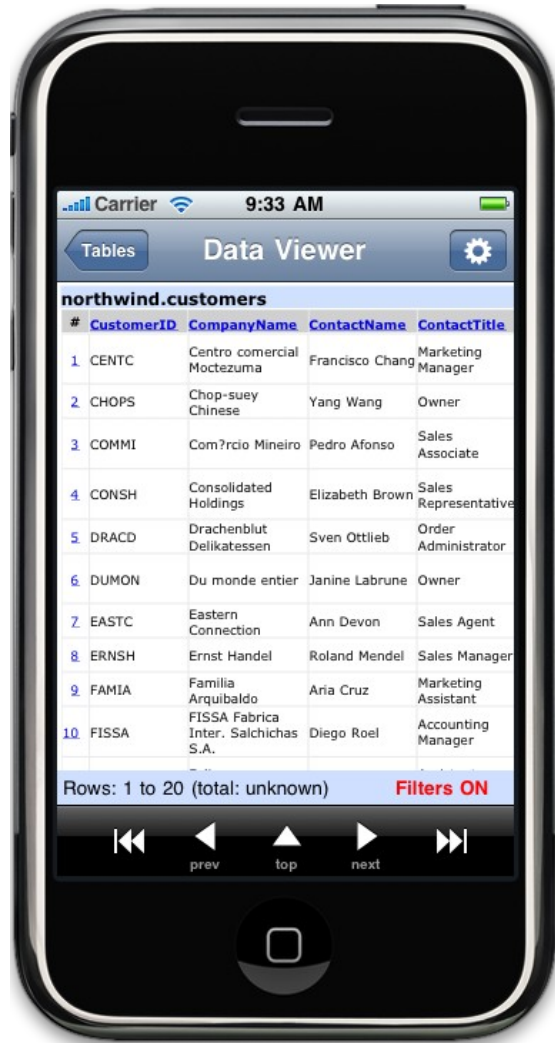 Carrier 9:33 AM
Tables Data Viewer
northwind.customers
# CustomerID CompanyName ContactName ContactTitle
1 CENTC Centro comercial Moctezuma Francisco Chang Marketing Manager
2 CHOPS Chop-suey Chinese Yang Wang Owner
3 COMMI Com?rcio Mineiro Pedro Afonso Sales Associate
4 CONSH Consolidated Holdings Elizabeth Brown Sales Representative
5 DRACD Drachenblut Delikatessen Sven Ottlieb Order Administrator
6 DUMON Du monde entier Janine Labrune Owner
7 EASTC Eastern Connection Ann Devon Sales Agent
8 ERNSH Ernst Handel Roland Mendel Sales Manager
9 FAMIA Familia Arquibaldo Aria Cruz Marketing Assistant
10 FISSA FISSA Fabrica Inter. Salchichas S.A. Diego Roel Accounting Manager
Rows: 1 to 20 (total: unknown) Filters ON
prev top next